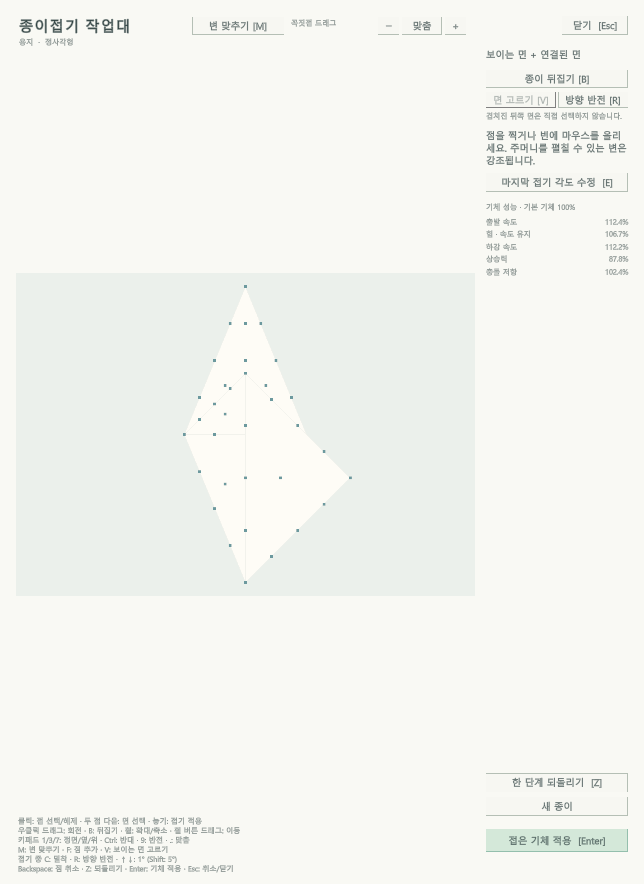 종이접기 작업대
용지 · 정사각형
변 맞추기 [M]
꼭짓점 드래그
− 맞춤 +
닫기 [Esc]
보이는 면 + 연결된 면
종이 뒤집기 [B]
면 고르기 [V] 방향 반전 [R]
겹쳐진 뒤쪽 면은 직접 선택하지 않습니다.
점을 찍거나 변에 마우스를 올리
세요. 주머니를 펼칠 수 있는 변은
강조됩니다.
마지막 접기 각도 수정 [E]
기체 성능 · 기본 기체 100%
출발 속도 112.4%
힘 · 속도 유지 106.7%
하강 속도 112.2%
상승력 87.8%
충돌 저항 102.4%
한 단계 되돌리기 [Z]
새 종이
접은 기체 적용 [Enter]
클릭: 점 선택/해제 · 두 점 다음: 면 선택 · 놓기: 접기 적용
우클릭 드래그: 회전 · B: 뒤집기 · 휠: 확대/축소 · 휠 버튼 드래그: 이동
키패드 1/3/7: 정면/옆/위 · Ctrl: 반대 · 9: 반전 · .: 맞춤
M: 변 맞추기 · F: 점 추가 · V: 보이는 면 고르기
접기 중 C: 밀착 · R: 방향 반전 · ↑↓: 1° (Shift: 5°)
Backspace: 점 취소 · Z: 되돌리기 · Enter: 기체 적용 · Esc: 취소/닫기